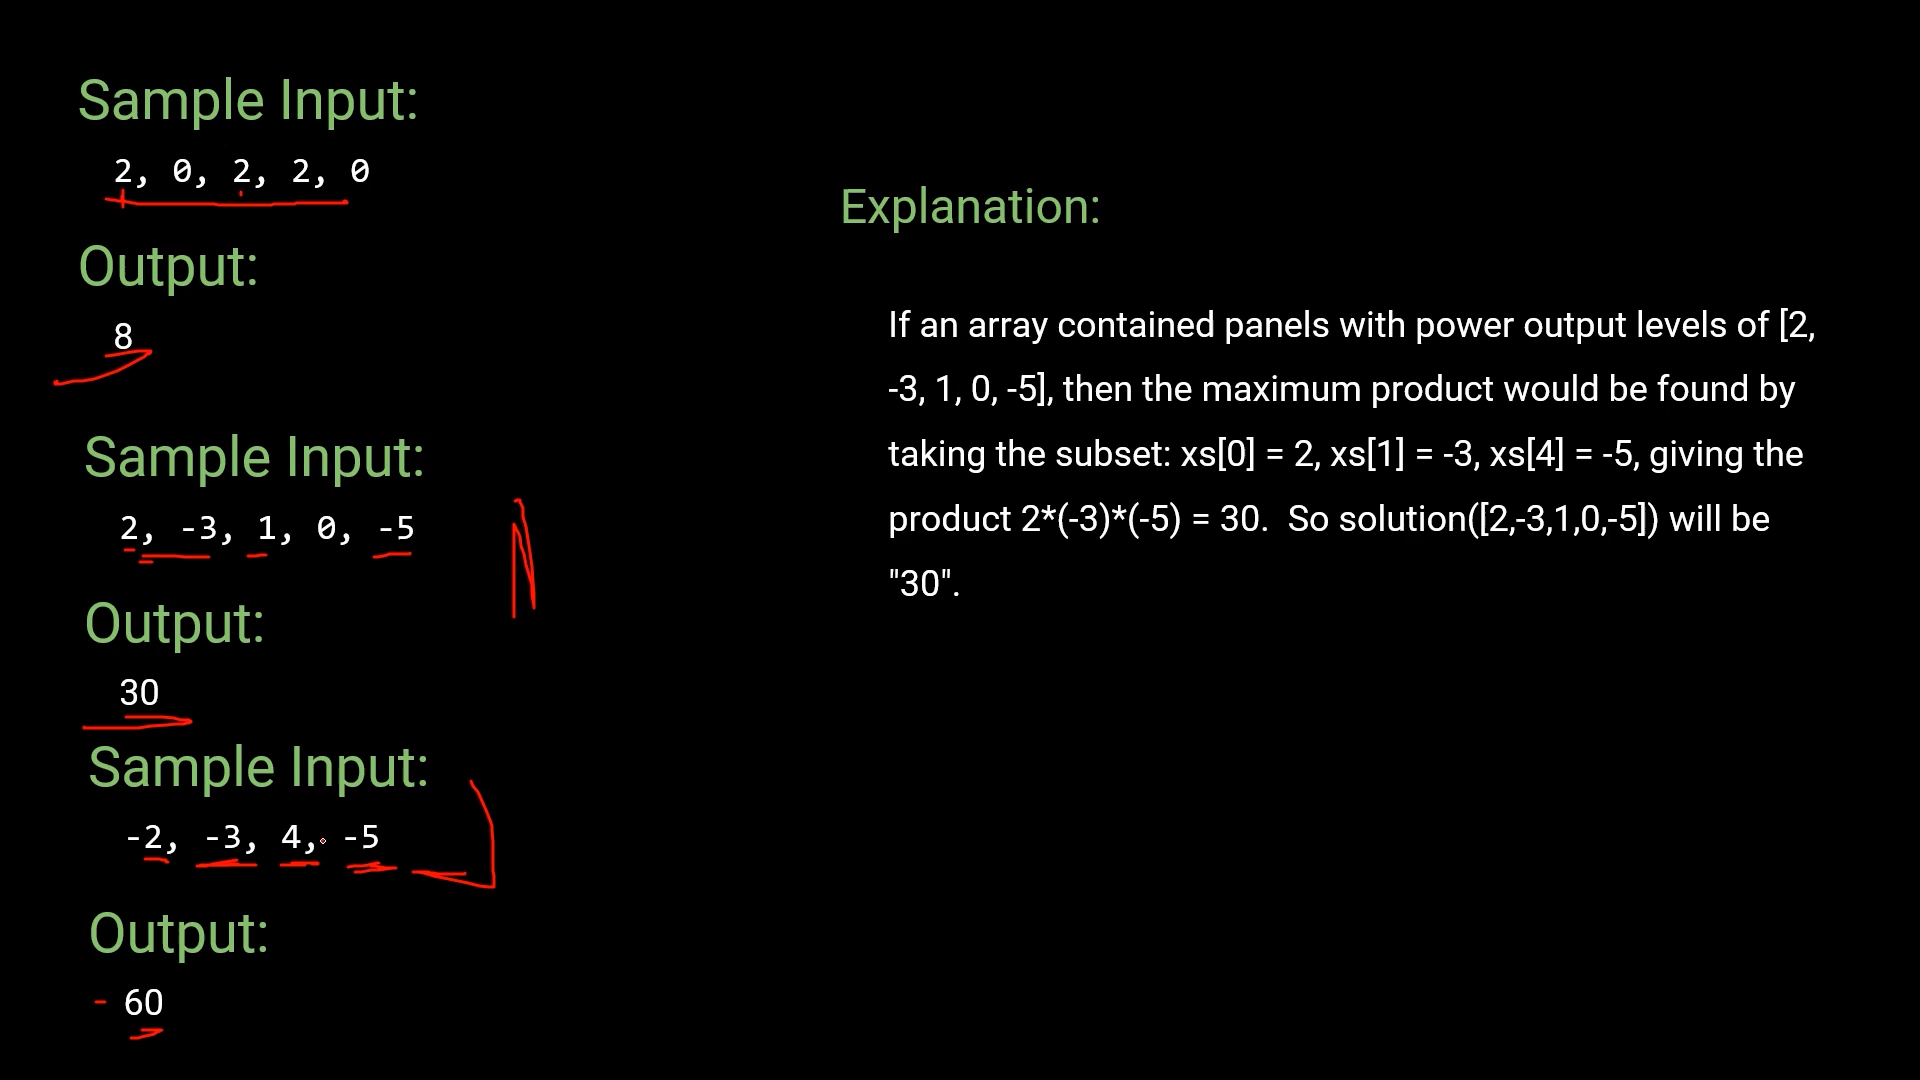 Sample Input:
2, 0, 2, 2, 0
Output:
8
Sample Input:
2, -3, 1, 0, -5
Output:
30
Sample Input:
-2, -3, 4, -5
Output:
- 60
Explanation:
If an array contained panels with power output levels of [2,
-3, 1, 0, -5], then the maximum product would be found by
taking the subset: xs[0] = 2, xs[1] = -3, xs[4] = -5, giving the
product 2*(-3)*(-5) = 30.  So solution([2,-3,1,0,-5]) will be
"30".